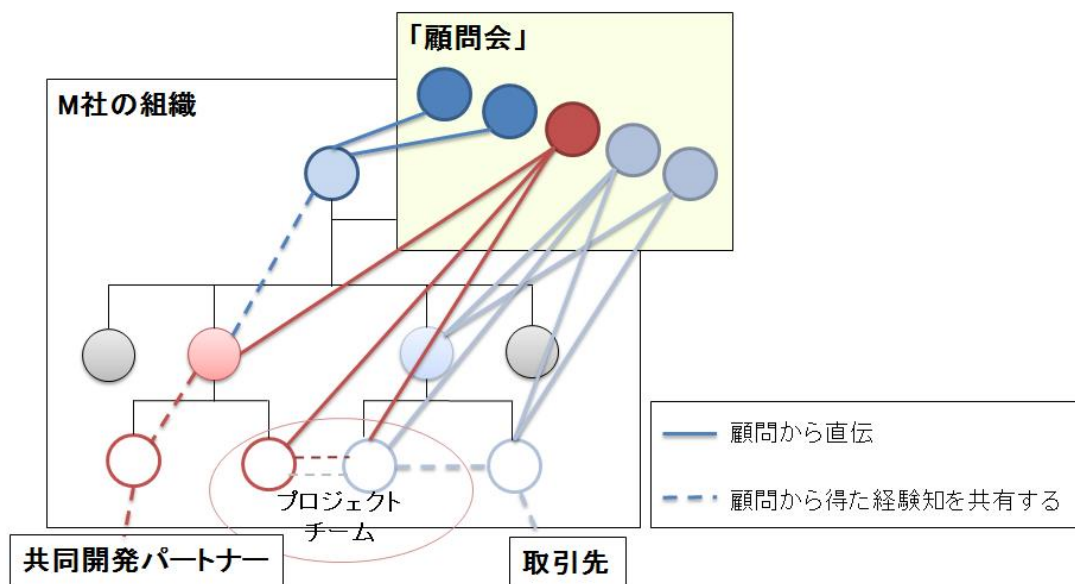 「顧問会」
M社の組織
顧問から直伝
顧問から得た経験知を共有する
プロジェクト
チーム
共同開発パートナー
取引先